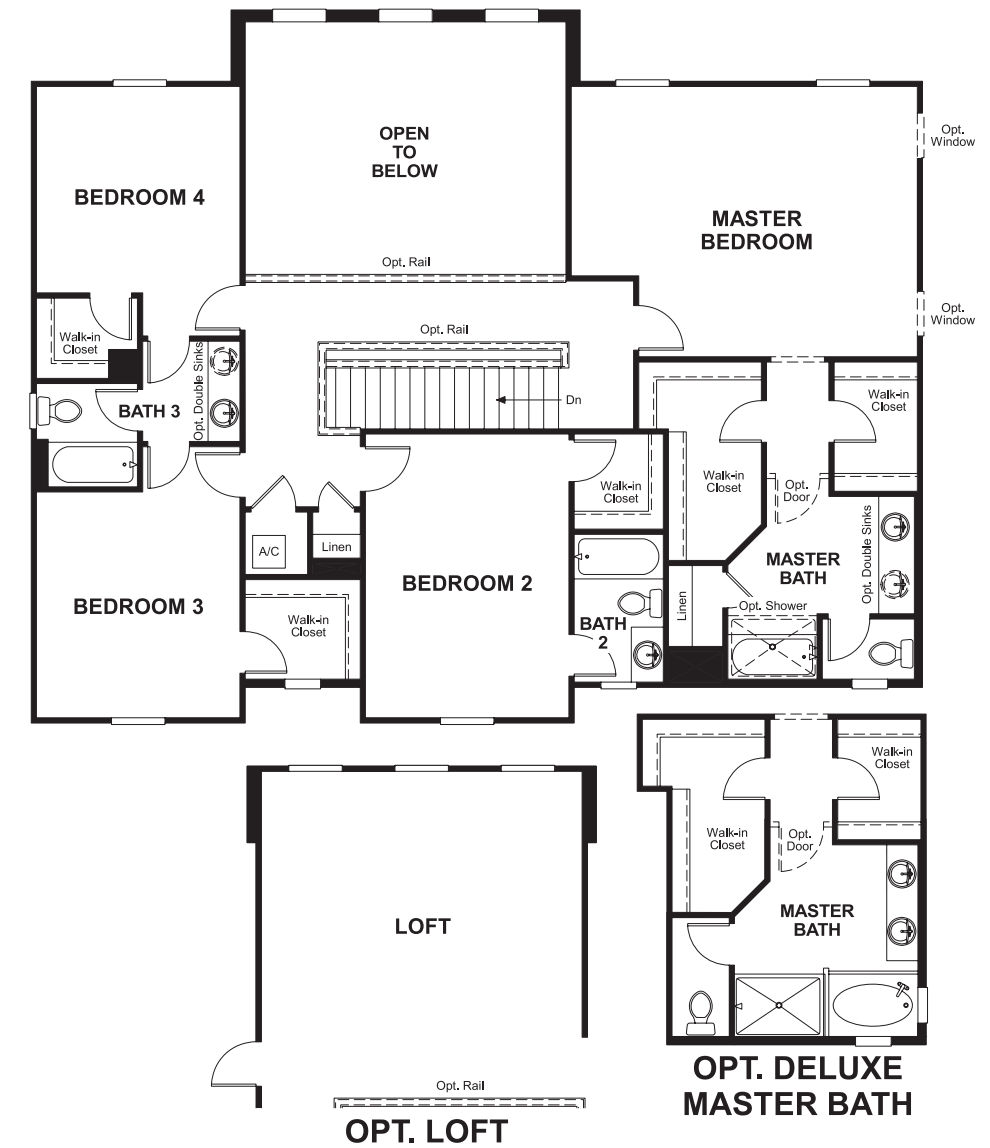 OPEN
TO
BELOW
Opt.
Window
BEDROOM 4
MASTER
BEDROOM
Opt. Rail
Opt.
Window
Opt. Rail
Walk-in
Closet
Opt. Double Sinks
BATH 3
Dn
Walk-in
Closet
Walk-in
Closet
Walk-in
Closet
Opt.
Door
A/C
Linen
Opt. Double Sinks
MASTER
BATH
BEDROOM 2
BEDROOM 3
Walk-in
Closet
BATH
2
Linen
Opt. Shower
Walk-in
Closet
Walk-in
Closet
Opt.
Door
LOFT
MASTER
BATH
Opt. Rail
OPT. LOFT
OPT. DELUXE
MASTER BATH